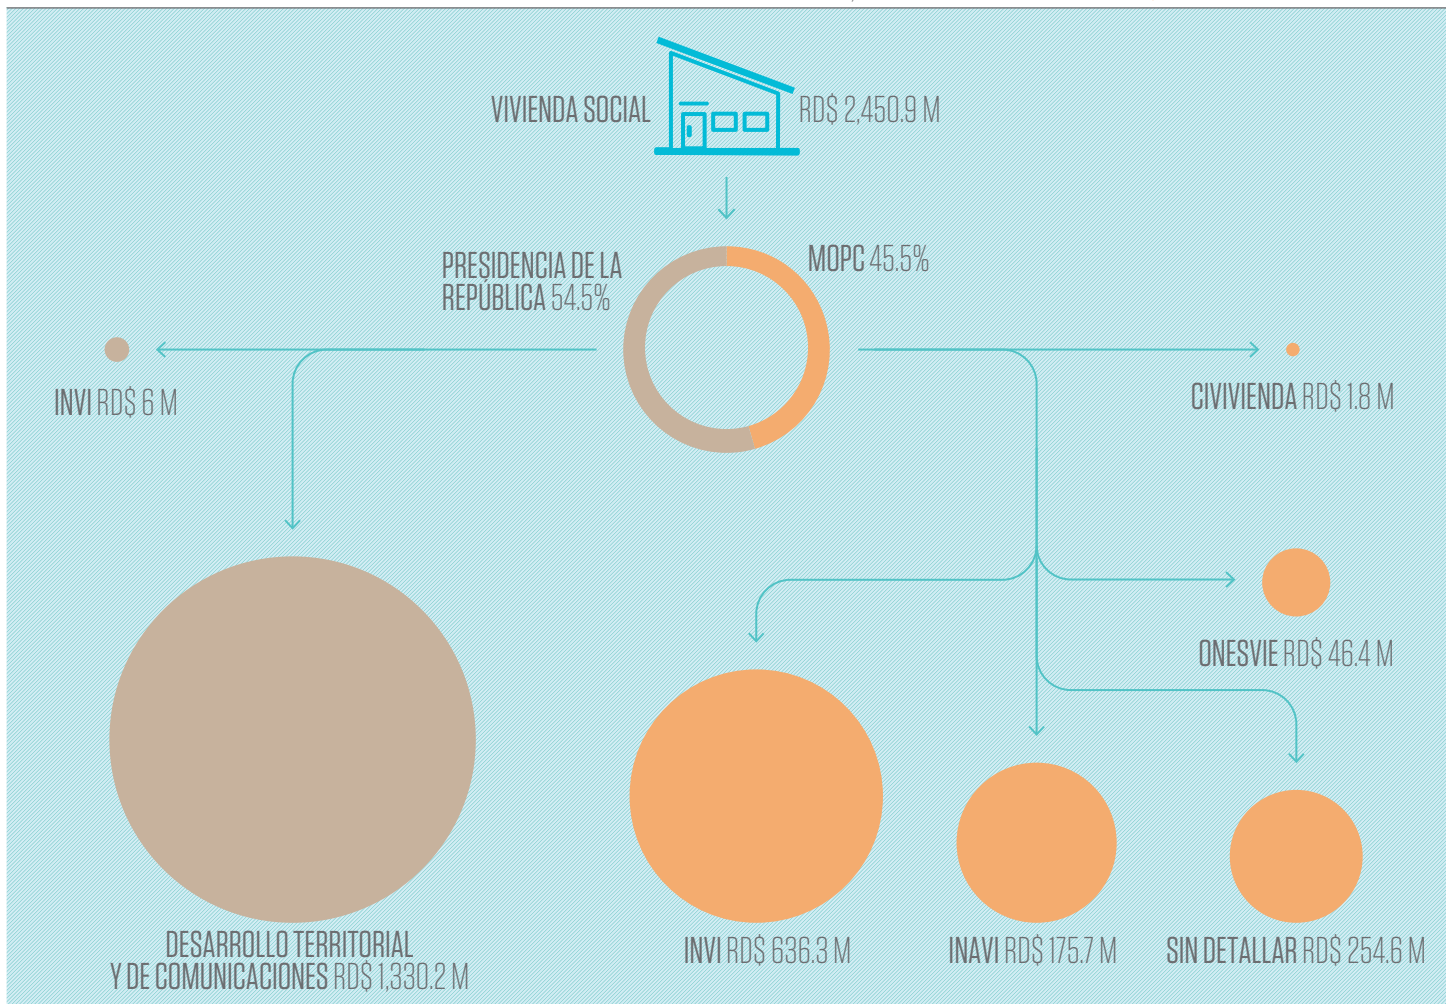 VIVIENDA SOCIAL RD$ 2,450.9 M
PRESIDENCIA DE LA
REPÚBLICA 54.5%
MOPC 45.5%
INVI RD$ 6 M
CIVIVIENDA RD$ 1.8 M
ONESVIE RD$ 46.4 M
DESARROLLO TERRITORIAL
Y DE COMUNICACIONES RD$ 1,330.2 M
INVI RD$ 636.3 M
INAVI RD$ 175.7 M
SIN DETALLAR RD$ 254.6 M